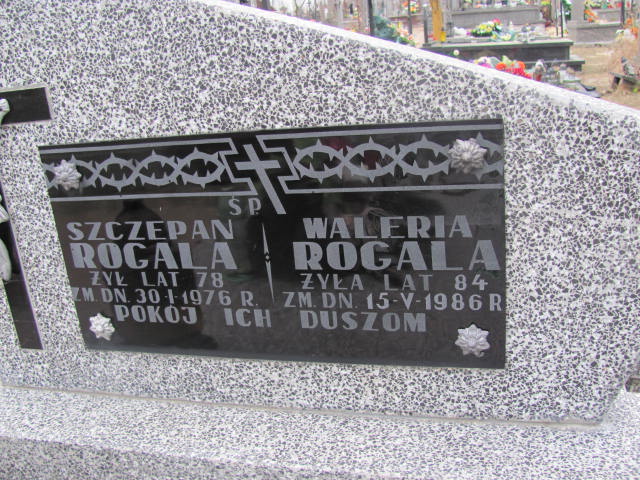 Ś.P.
SZCZEPAN
ROGALA
ŻYŁ LAT 78
ZM. DN. 30-I-1976 R.
WALERIA
ROGALA
ŻYŁA LAT 84
ZM. DN. 15-V-1986 R
POKÓJ ICH DUSZOM